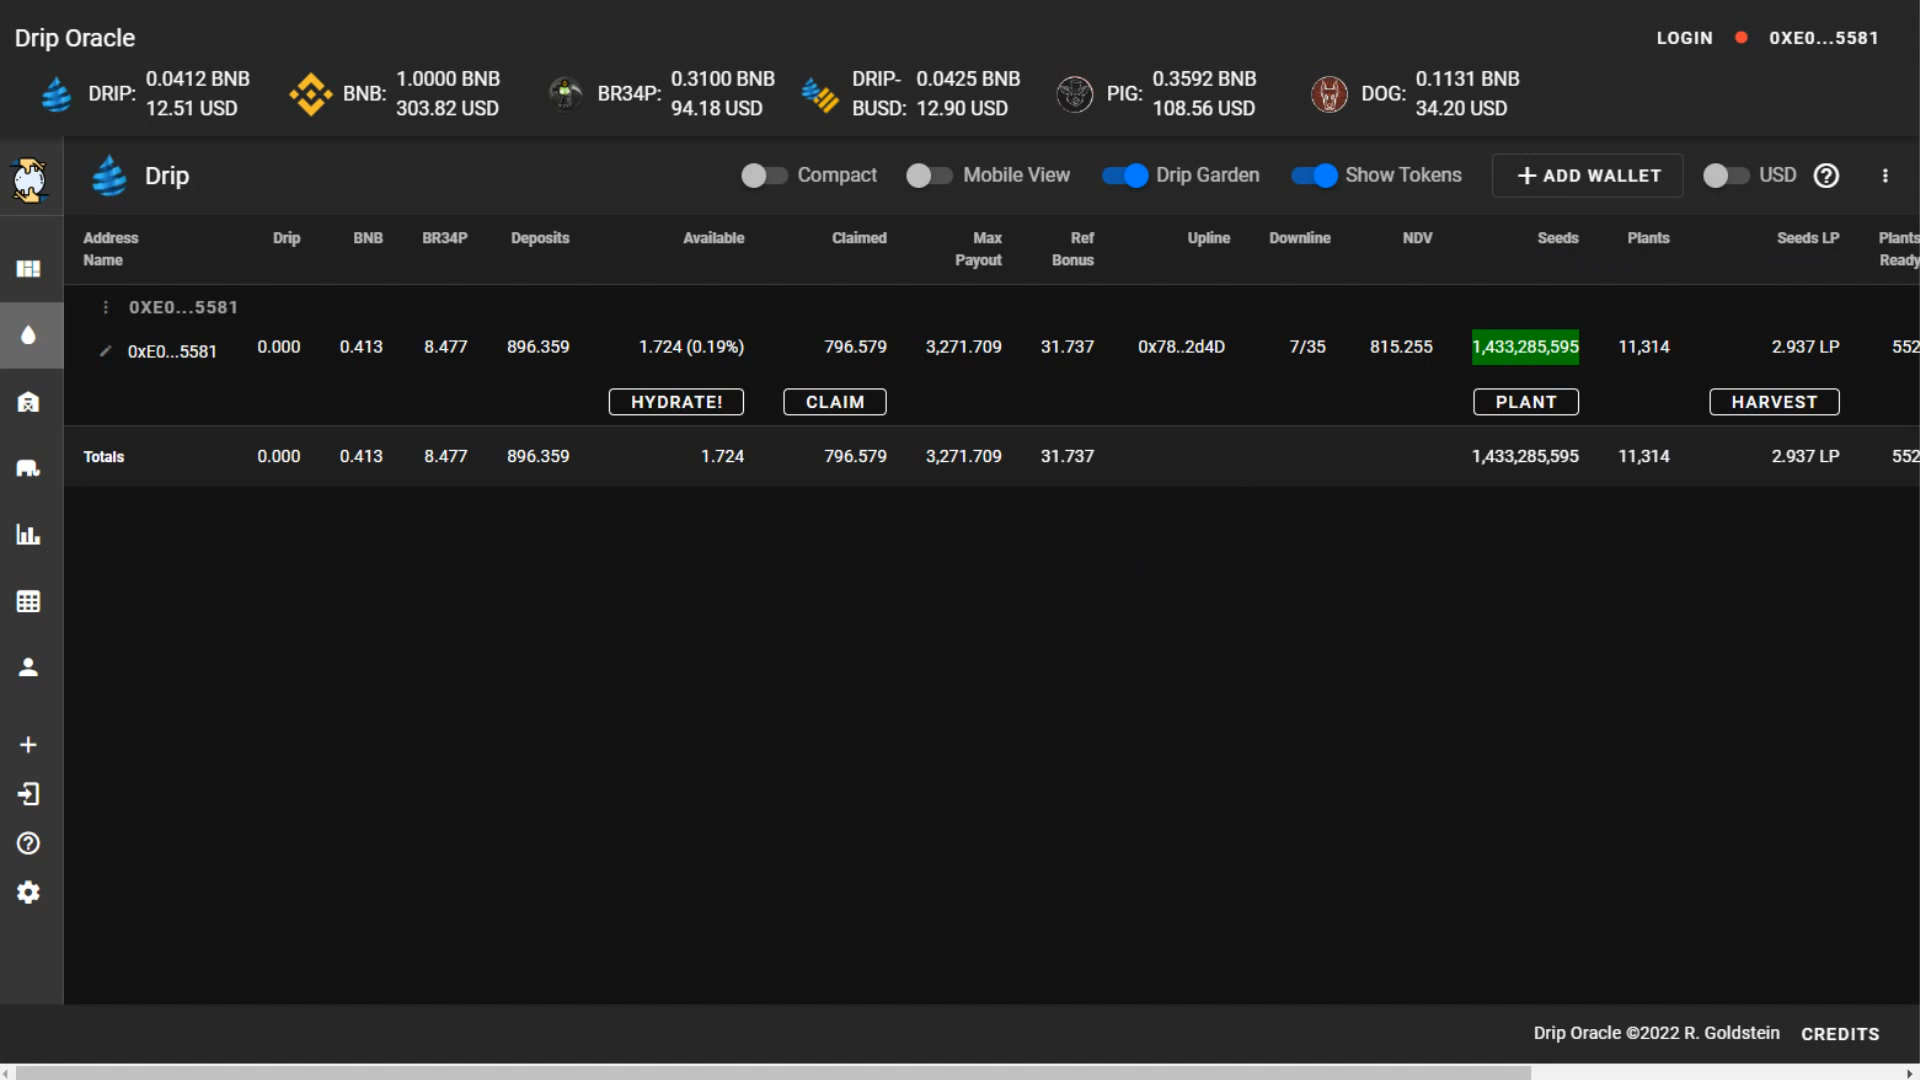 Drip Oracle
LOGIN 0XE0...5581
DRIP: 0.0412 BNB 12.51 USD
BNB: 1.0000 BNB 303.82 USD
BR34P: 0.3100 BNB 94.18 USD
DRIP-BUSD: 0.0425 BNB 12.90 USD
PIG: 0.3592 BNB 108.56 USD
DOG: 0.1131 BNB 34.20 USD
Drip Compact Mobile View Drip Garden Show Tokens + ADD WALLET USD
Address Name Drip BNB BR34P Deposits Available Claimed Max Payout Ref Bonus Upline Downline NDV Seeds Plants Seeds LP Plants Ready
0XE0...5581
0xE0...5581 0.000 0.413 8.477 896.359 1.724 (0.19%) 796.579 3,271.709 31.737 0x78..2d4D 7/35 815.255 1,433,285,595 11,314 2.937 LP 552
HYDRATE! CLAIM PLANT HARVEST
Totals 0.000 0.413 8.477 896.359 1.724 796.579 3,271.709 31.737 1,433,285,595 11,314 2.937 LP 552
Drip Oracle ©2022 R. Goldstein CREDITS